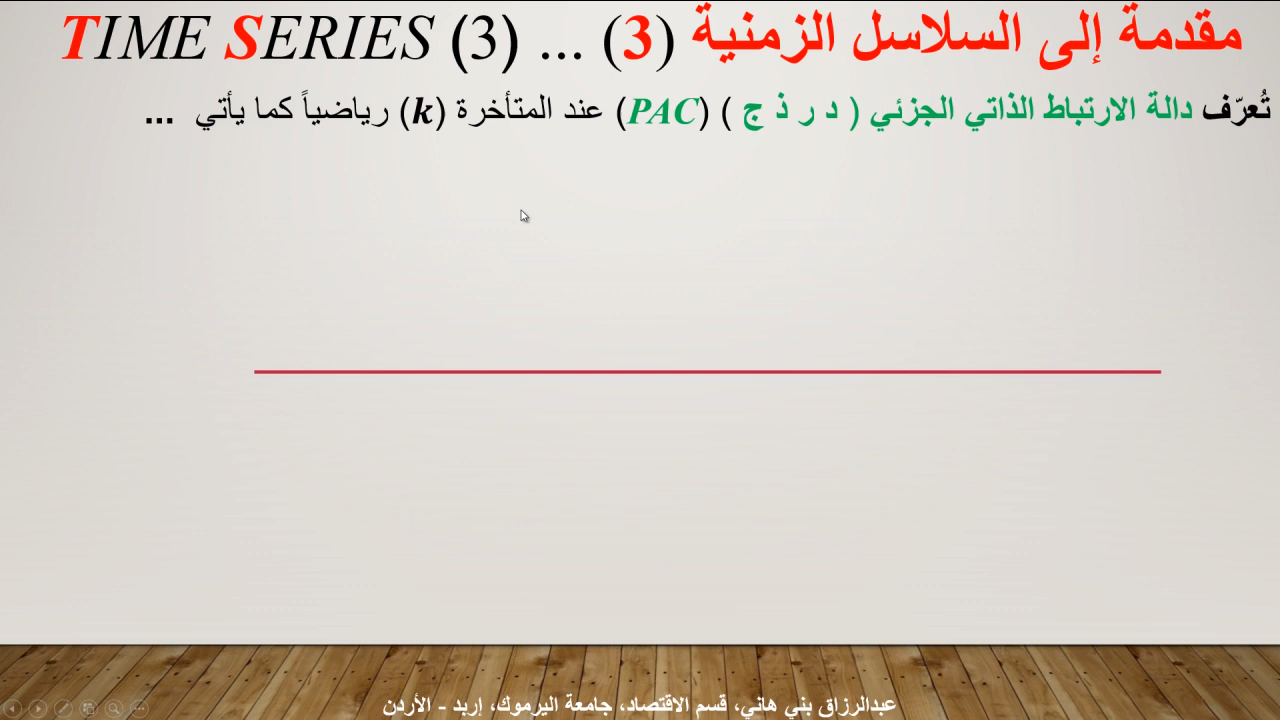 مقدمة إلى السلاسل الزمنية (3) ... TIME SERIES (3)
تُعرّف دالة الارتباط الذاتي الجزئي ( د ر ذ ج ) (PAC) عند المتأخرة (k) رياضياً كما يأتي ...
عبدالرزاق بني هاني، قسم الاقتصاد، جامعة اليرموك، إربد - الأردن